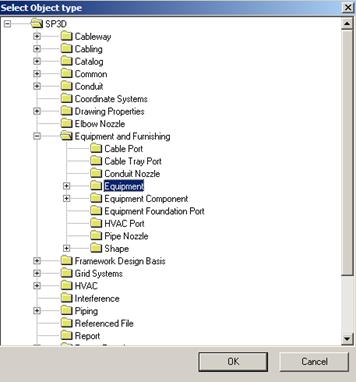 Select Object type
SP3D
Cableway
Cabling
Catalog
Common
Conduit
Coordinate Systems
Drawing Properties
Elbow Nozzle
Equipment and Furnishing
Cable Port
Cable Tray Port
Conduit Nozzle
Equipment
Equipment Component
Equipment Foundation Port
HVAC Port
Pipe Nozzle
Shape
Framework Design Basis
Grid Systems
HVAC
Interference
Piping
Referenced File
Report
OK Cancel